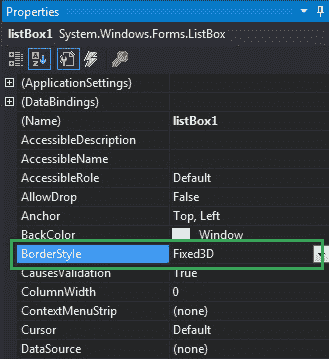 Properties
listBox1 System.Windows.Forms.ListBox
(ApplicationSettings)
(DataBindings)
(Name) listBox1
AccessibleDescription
AccessibleName
AccessibleRole Default
AllowDrop False
Anchor Top, Left
BackColor Window
BorderStyle Fixed3D
CausesValidation True
ColumnWidth 0
ContextMenuStrip (none)
Cursor Default
DataSource (none)